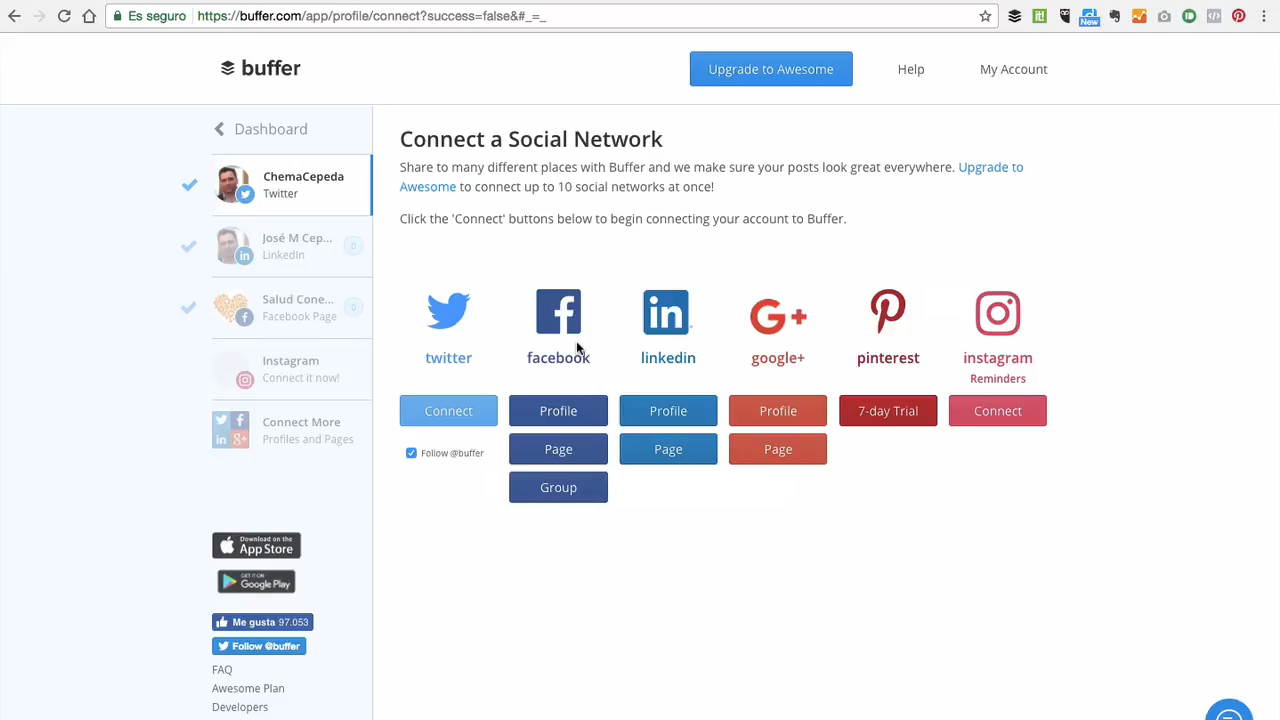 Es seguro https://buffer.com/app/profile/connect?success=false&#_=_
New
buffer
Upgrade to Awesome
Help
My Account
Dashboard
ChemaCepeda
Twitter
José M Cep...
LinkedIn
0
Salud Cone...
Facebook Page
0
Instagram
Connect it now!
Connect More
Profiles and Pages
Download on the
App Store
GET IT ON
Google Play
Me gusta 97.053
Follow @buffer
FAQ
Awesome Plan
Developers
Connect a Social Network
Share to many different places with Buffer and we make sure your posts look great everywhere. Upgrade to
Awesome to connect up to 10 social networks at once!
Click the 'Connect' buttons below to begin connecting your account to Buffer.
twitter
facebook
linkedin
google+
pinterest
instagram
Reminders
Connect
Profile
Profile
Profile
7-day Trial
Connect
Follow @buffer
Page
Page
Page
Group